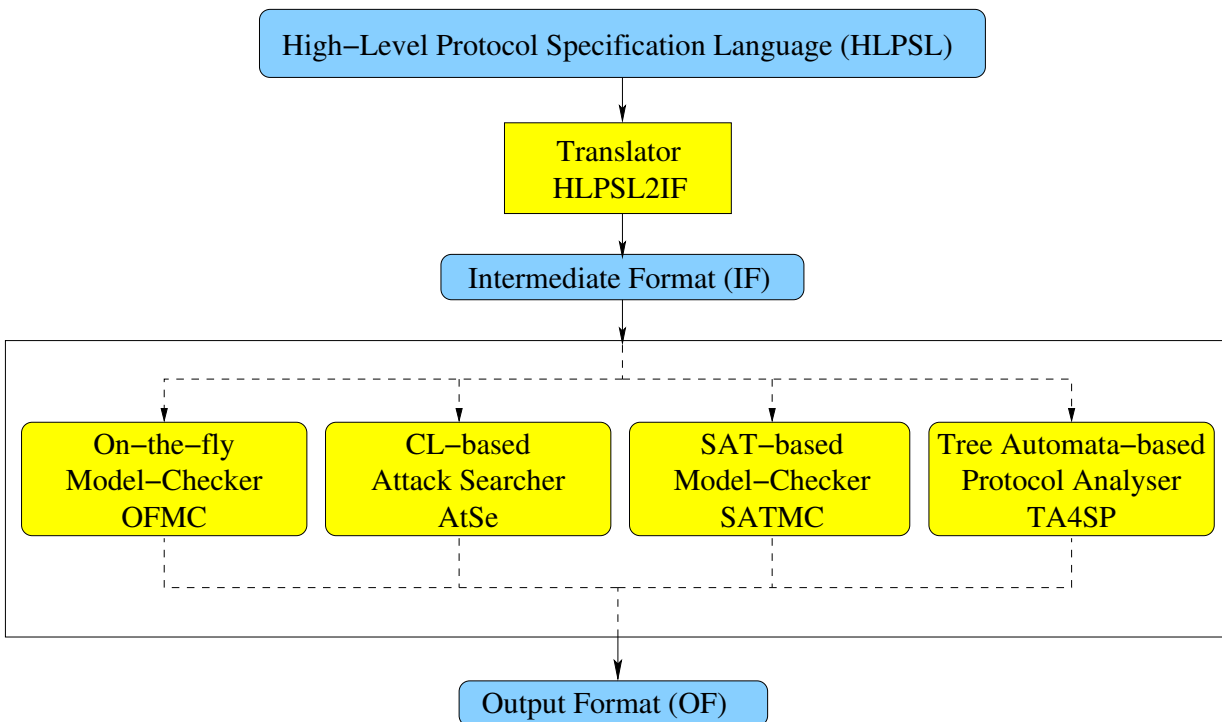 High−Level Protocol Specification Language (HLPSL)
Translator
HLPSL2IF
Intermediate Format (IF)
On−the−fly
Model−Checker
OFMC
CL−based
Attack Searcher
AtSe
SAT−based
Model−Checker
SATMC
Tree Automata−based
Protocol Analyser
TA4SP
Output Format (OF)